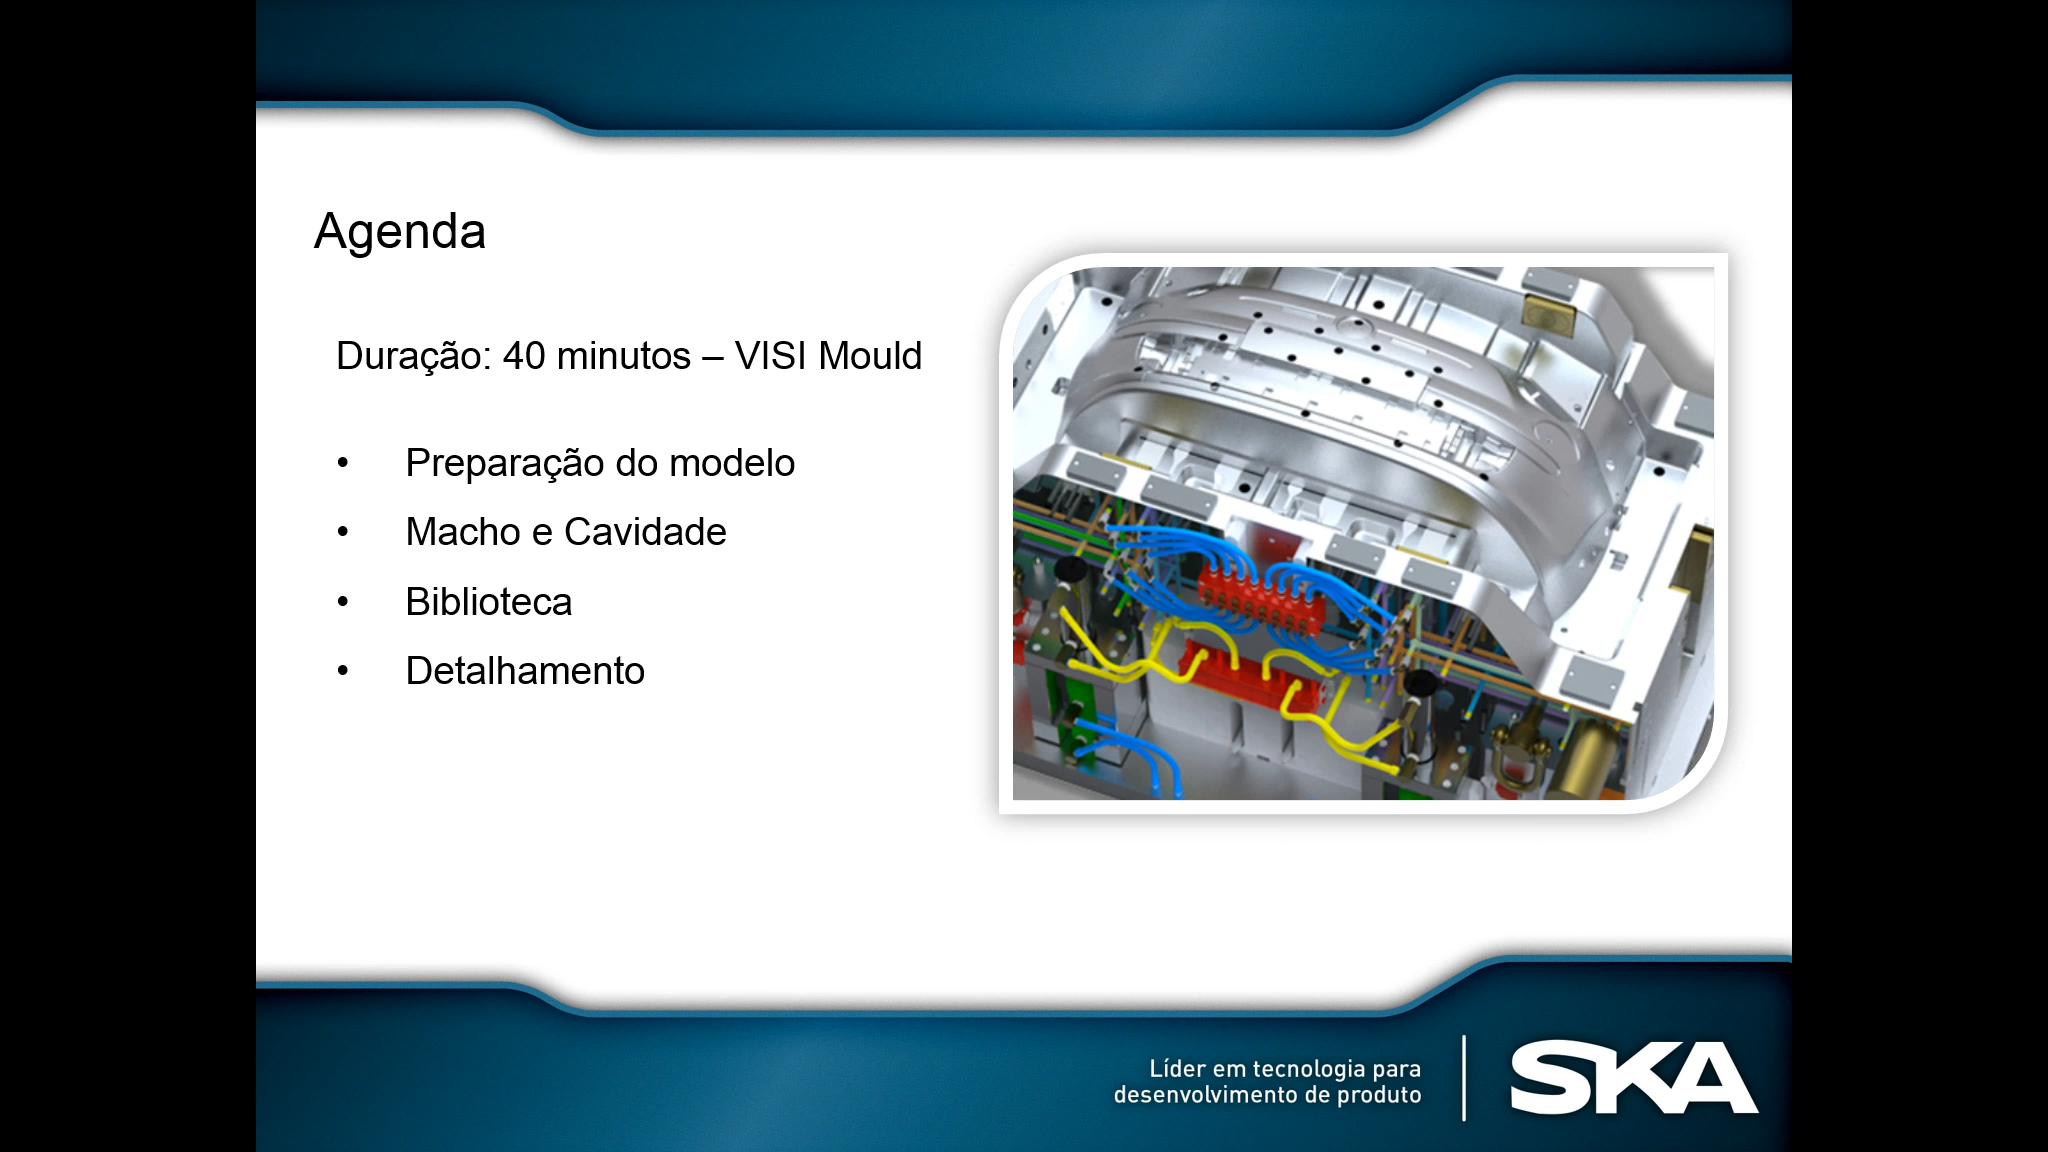 Agenda
Duração: 40 minutos – VISI Mould
• Preparação do modelo
• Macho e Cavidade
• Biblioteca
• Detalhamento
Líder em tecnologia para
desenvolvimento de produto
SKA